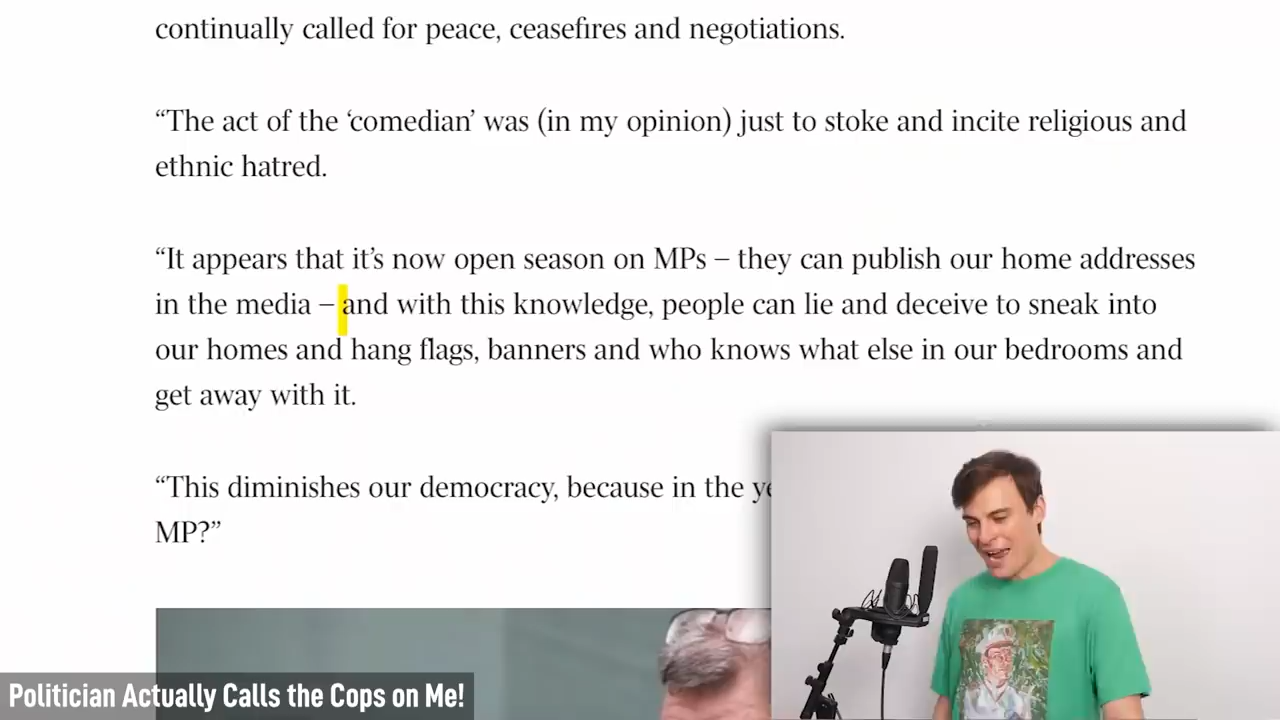 continually called for peace, ceasefires and negotiations.
“The act of the ‘comedian’ was (in my opinion) just to stoke and incite religious and
ethnic hatred.
“It appears that it’s now open season on MPs – they can publish our home addresses
in the media – and with this knowledge, people can lie and deceive to sneak into
our homes and hang flags, banners and who knows what else in our bedrooms and
get away with it.
“This diminishes our democracy, because in the
MP?”
Politician Actually Calls the Cops on Me!